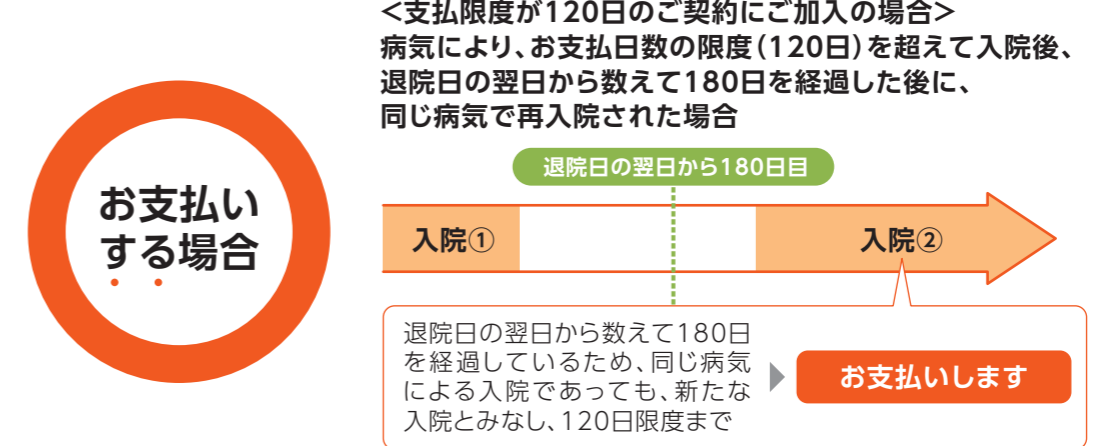 <支払限度が120日のご契約にご加入の場合>
病気により、お支払日数の限度(120日)を超えて入院後、
退院日の翌日から数えて180日を経過した後に、
同じ病気で再入院された場合
お支払い
する場合
退院日の翌日から180日目
入院①
入院②
退院日の翌日から数えて180日
を経過しているため、同じ病気
による入院であっても、新たな
入院とみなし、120日限度まで
お支払いします